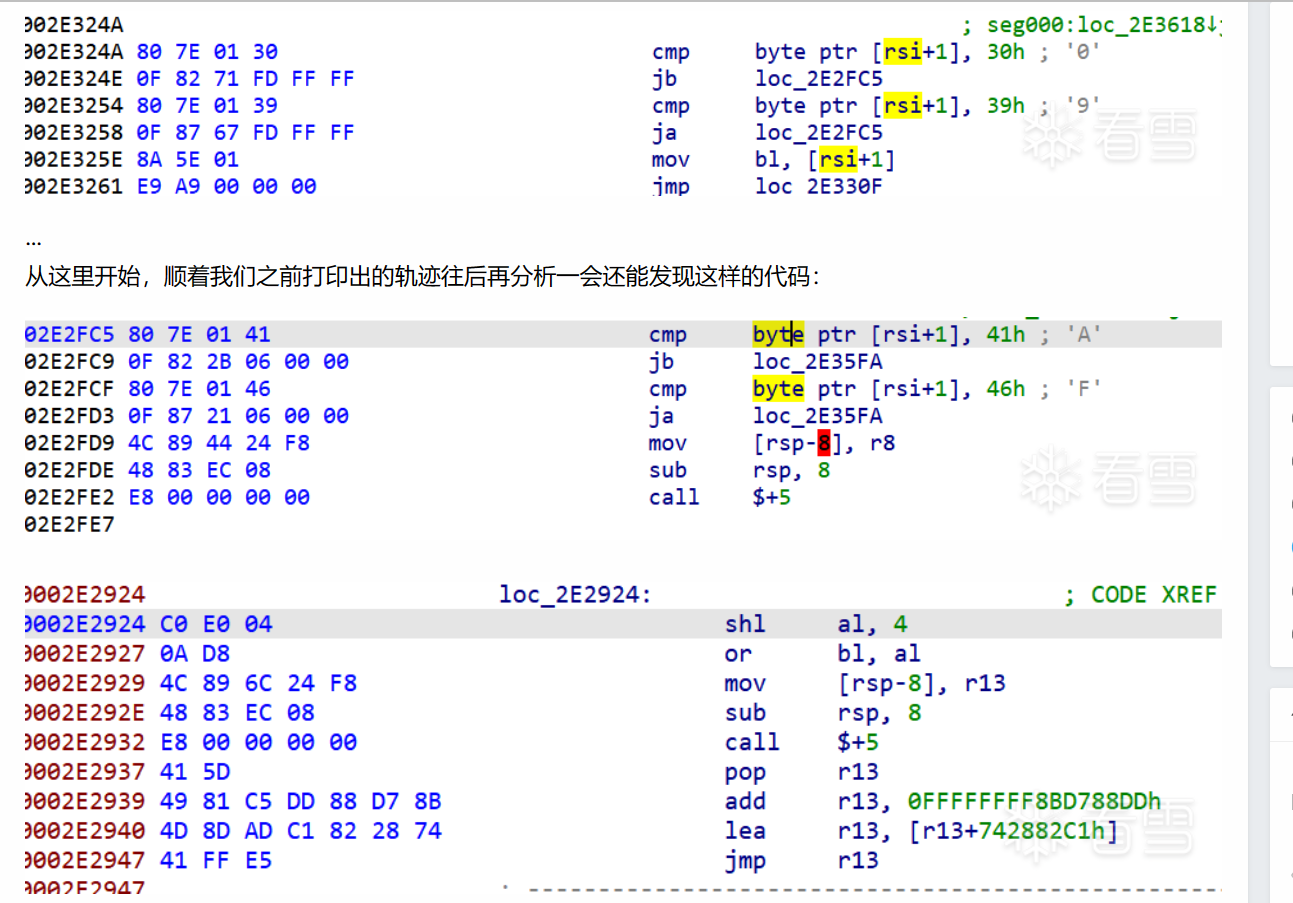 002E324A ; seg000:loc_2E3618↓j
002E324A 80 7E 01 30 cmp byte ptr [rsi+1], 30h ; '0'
002E324E 0F 82 71 FD FF FF jb loc_2E2FC5
002E3254 80 7E 01 39 cmp byte ptr [rsi+1], 39h ; '9'
002E3258 0F 87 67 FD FF FF ja loc_2E2FC5
看雪
002E325E 8A 5E 01 mov bl, [rsi+1]
002E3261 E9 A9 00 00 00 jmp loc_2E330F
...
从这里开始，顺着我们之前打印出的轨迹往后再分析一会还能发现这样的代码：
02E2FC5 80 7E 01 41 cmp byte ptr [rsi+1], 41h ; 'A'
02E2FC9 0F 82 2B 06 00 00 jb loc_2E35FA
02E2FCF 80 7E 01 46 cmp byte ptr [rsi+1], 46h ; 'F'
02E2FD3 0F 87 21 06 00 00 ja loc_2E35FA
02E2FD9 4C 89 44 24 F8 mov [rsp-8], r8
02E2FDE 48 83 EC 08 sub rsp, 8
看雪
02E2FE2 E8 00 00 00 00 call $+5
02E2FE7
0002E2924 loc_2E2924: ; CODE XREF
0002E2924 C0 E0 04 shl al, 4
0002E2927 0A D8 or bl, al
0002E2929 4C 89 6C 24 F8 mov [rsp-8], r13
0002E292E 48 83 EC 08 sub rsp, 8
0002E2932 E8 00 00 00 00 call $+5
0002E2937 41 5D pop r13
0002E2939 49 81 C5 DD 88 D7 8B add r13, 0FFFFFFFF8BD788DDh
0002E2940 4D 8D AD C1 82 28 74 lea r13, [r13+742882C1h]
看雪
0002E2947 41 FF E5 jmp r13
0002E2947